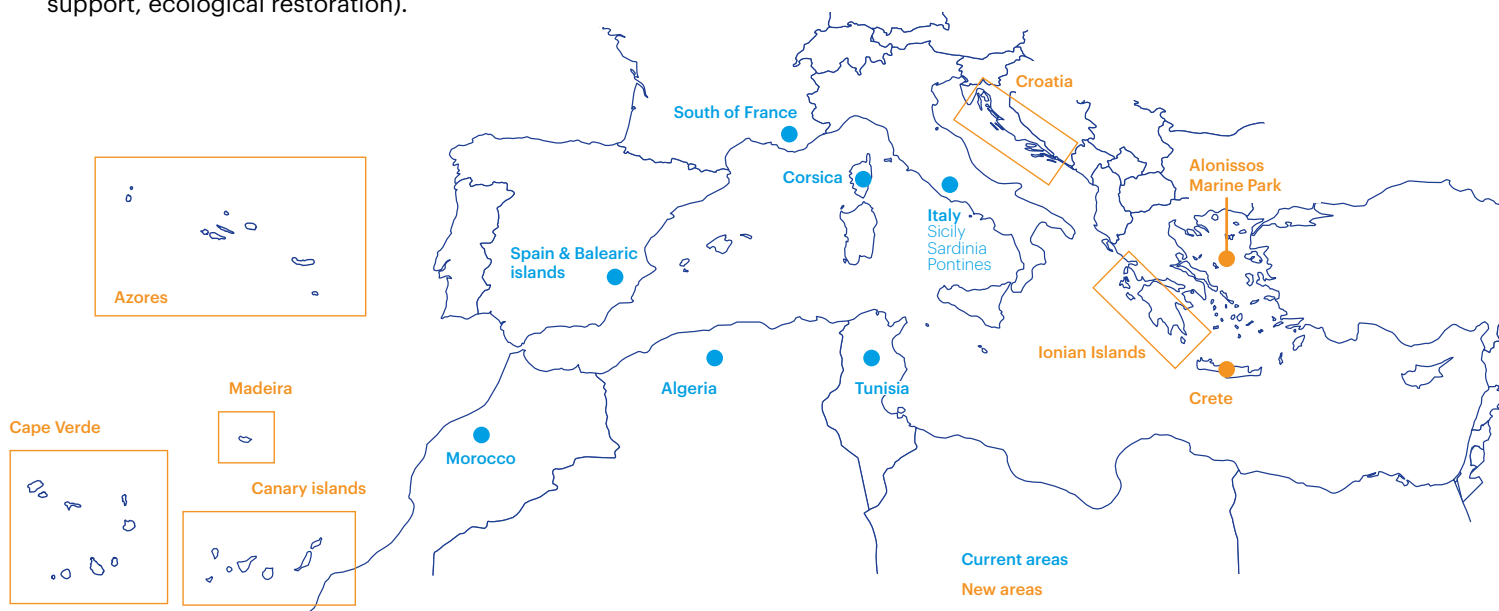 support, ecological restoration).
Croatia
South of France
Alonissos
Marine Park
Corsica
Italy
Sicily
Sardinia
Pontines
Spain & Balearic
islands
Azores
Ionian Islands
Madeira
Algeria
Tunisia
Crete
Cape Verde
Morocco
Canary islands
Current areas
New areas